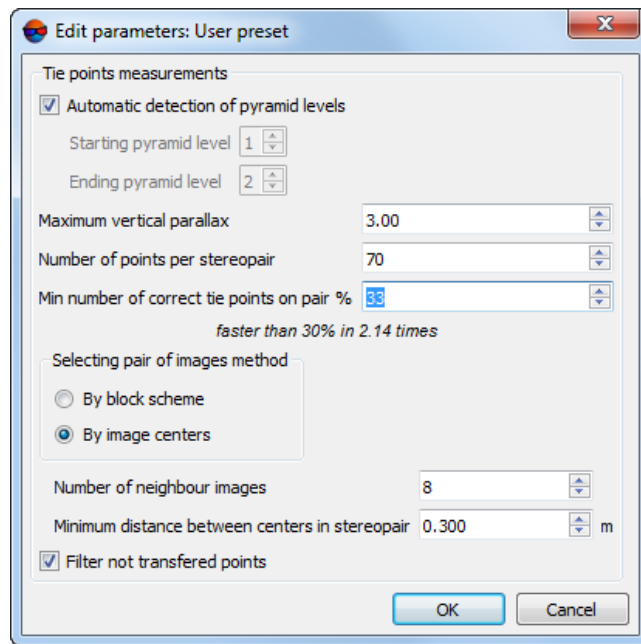 Edit parameters: User preset
Tie points measurements
Automatic detection of pyramid levels
Starting pyramid level 1
Ending pyramid level 2
Maximum vertical parallax 3.00
Number of points per stereopair 70
Min number of correct tie points on pair % 33
faster than 30% in 2.14 times
Selecting pair of images method
By block scheme
By image centers
Number of neighbour images 8
Minimum distance between centers in stereopair 0.300 m
Filter not transfered points
OK Cancel